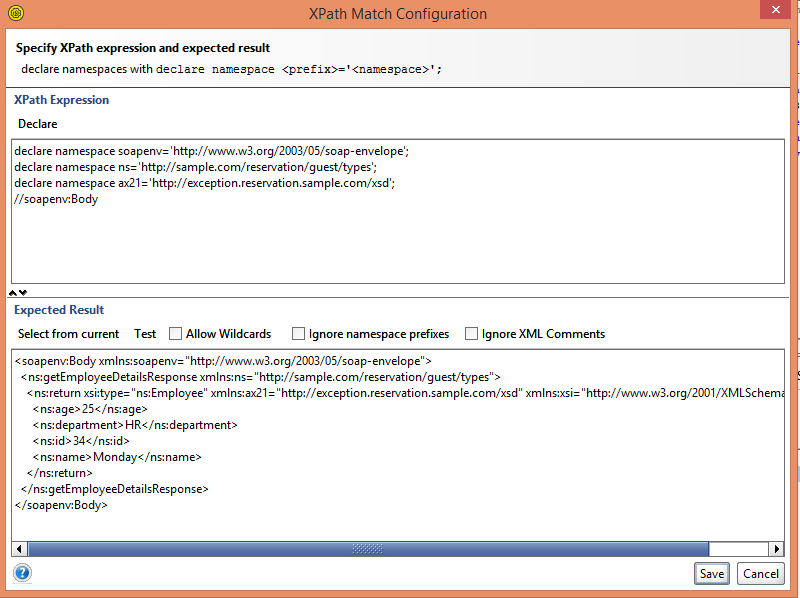 XPath Match Configuration
Specify XPath expression and expected result
declare namespaces with declare namespace <prefix>='<namespace>';
XPath Expression
Declare
declare namespace soapenv='http://www.w3.org/2003/05/soap-envelope';
declare namespace ns='http://sample.com/reservation/guest/types';
declare namespace ax21='http://exception.reservation.sample.com/xsd';
//soapenv:Body
Expected Result
Select from current Test Allow Wildcards Ignore namespace prefixes Ignore XML Comments
<soapenv:Body xmlns:soapenv="http://www.w3.org/2003/05/soap-envelope">
<ns:getEmployeeDetailsResponse xmlns:ns="http://sample.com/reservation/guest/types">
<ns:return xsi:type="ns:Employee" xmlns:ax21="http://exception.reservation.sample.com/xsd" xmlns:xsi="http://www.w3.org/2001/XMLSchema
<ns:age>25</ns:age>
<ns:department>HR</ns:department>
<ns:id>34</ns:id>
<ns:name>Monday</ns:name>
</ns:return>
</ns:getEmployeeDetailsResponse>
</soapenv:Body>
Save Cancel